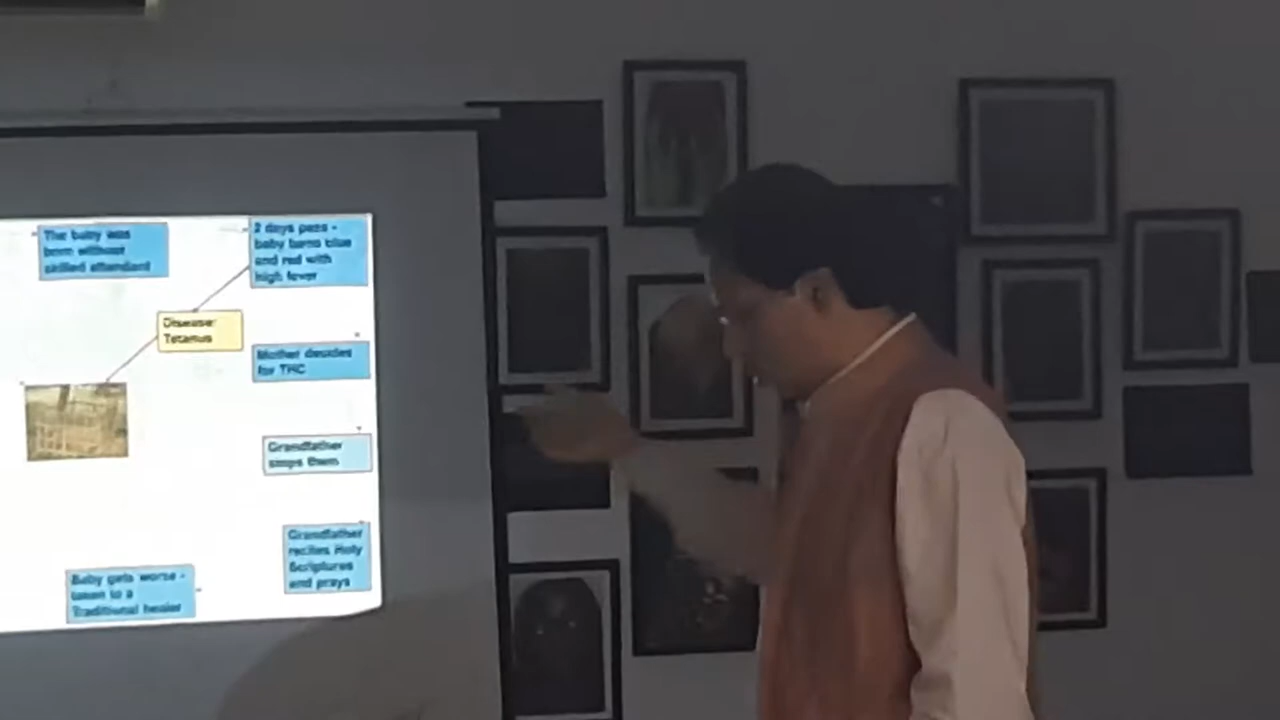 The baby was
born without
skilled attendant
2 days pass -
baby turns blue
and red with
high fever
Disease:
Tetanus
Mother decides
for THC
Grandfather
stops them
Grandfather
recites Holy
Scriptures
and prays
Baby gets worse -
taken to a
Traditional healer